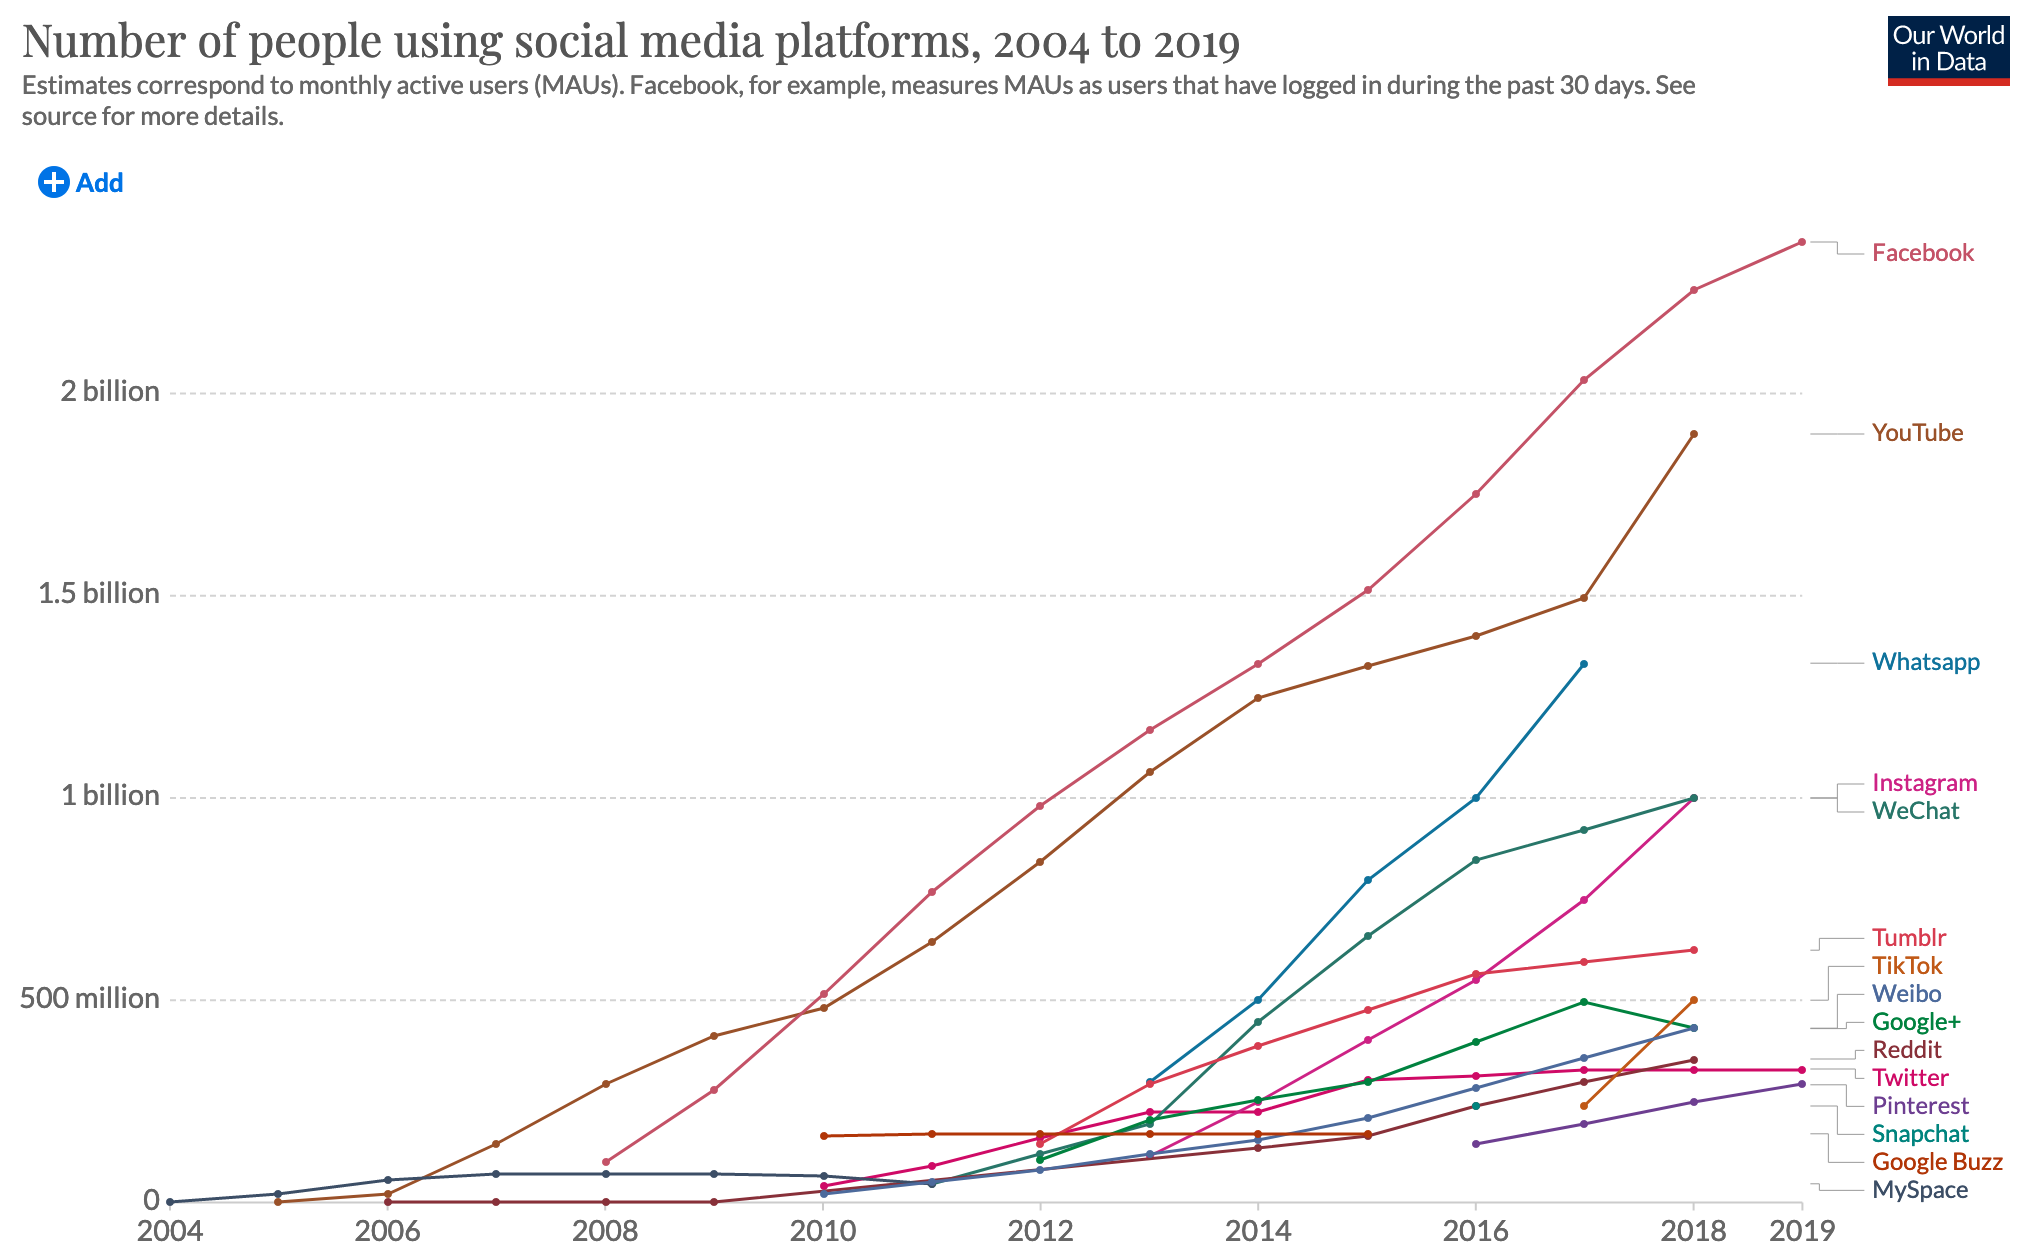 Number of people using social media platforms, 2004 to 2019
Our World
in Data
Estimates correspond to monthly active users (MAUs). Facebook, for example, measures MAUs as users that have logged in during the past 30 days. See
source for more details.
Add
Facebook
2 billion
YouTube
1.5 billion
Whatsapp
Instagram
1 billion
WeChat
Tumblr
TikTok
Weibo
500 million
Google+
Reddit
Twitter
Pinterest
Snapchat
Google Buzz
MySpace
0
2004 2006 2008 2010 2012 2014 2016 2018 2019